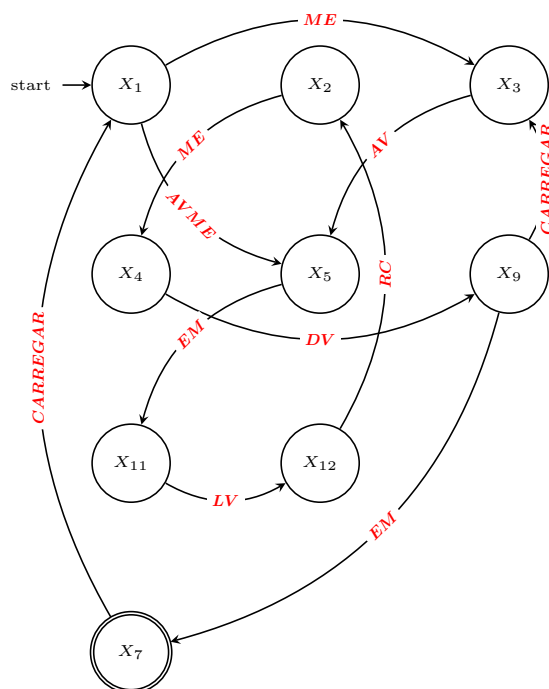 ME
start X₁ X₂ X₃
ME AV CARREGAR
AVME
X₄ X₅ RC X₉
EM DV
CARREGAR
X₁₁ X₁₂
LV
EM
X₇